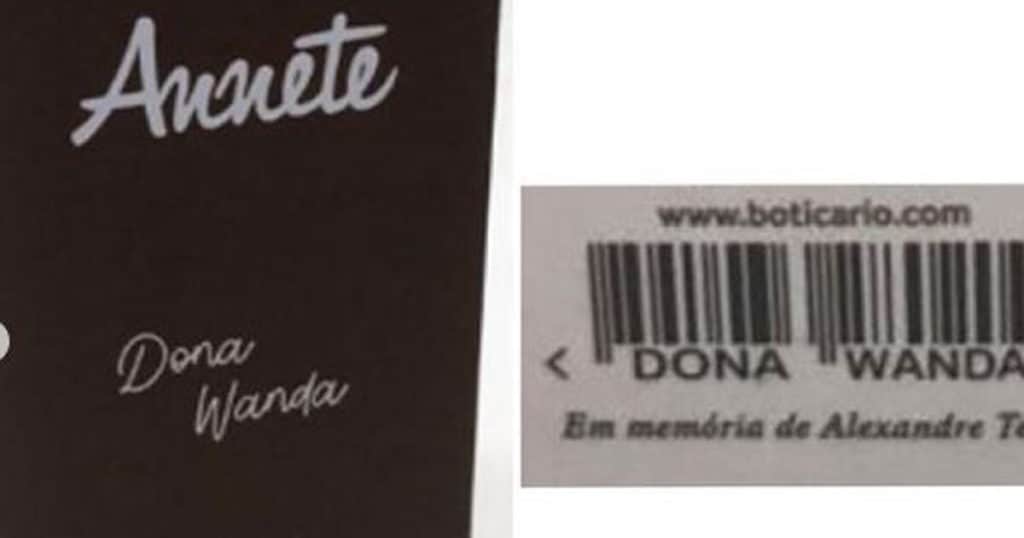 Annete
Dona
Wanda
www.boticario.com
< DONA WANDA
Em memória de Alexandre